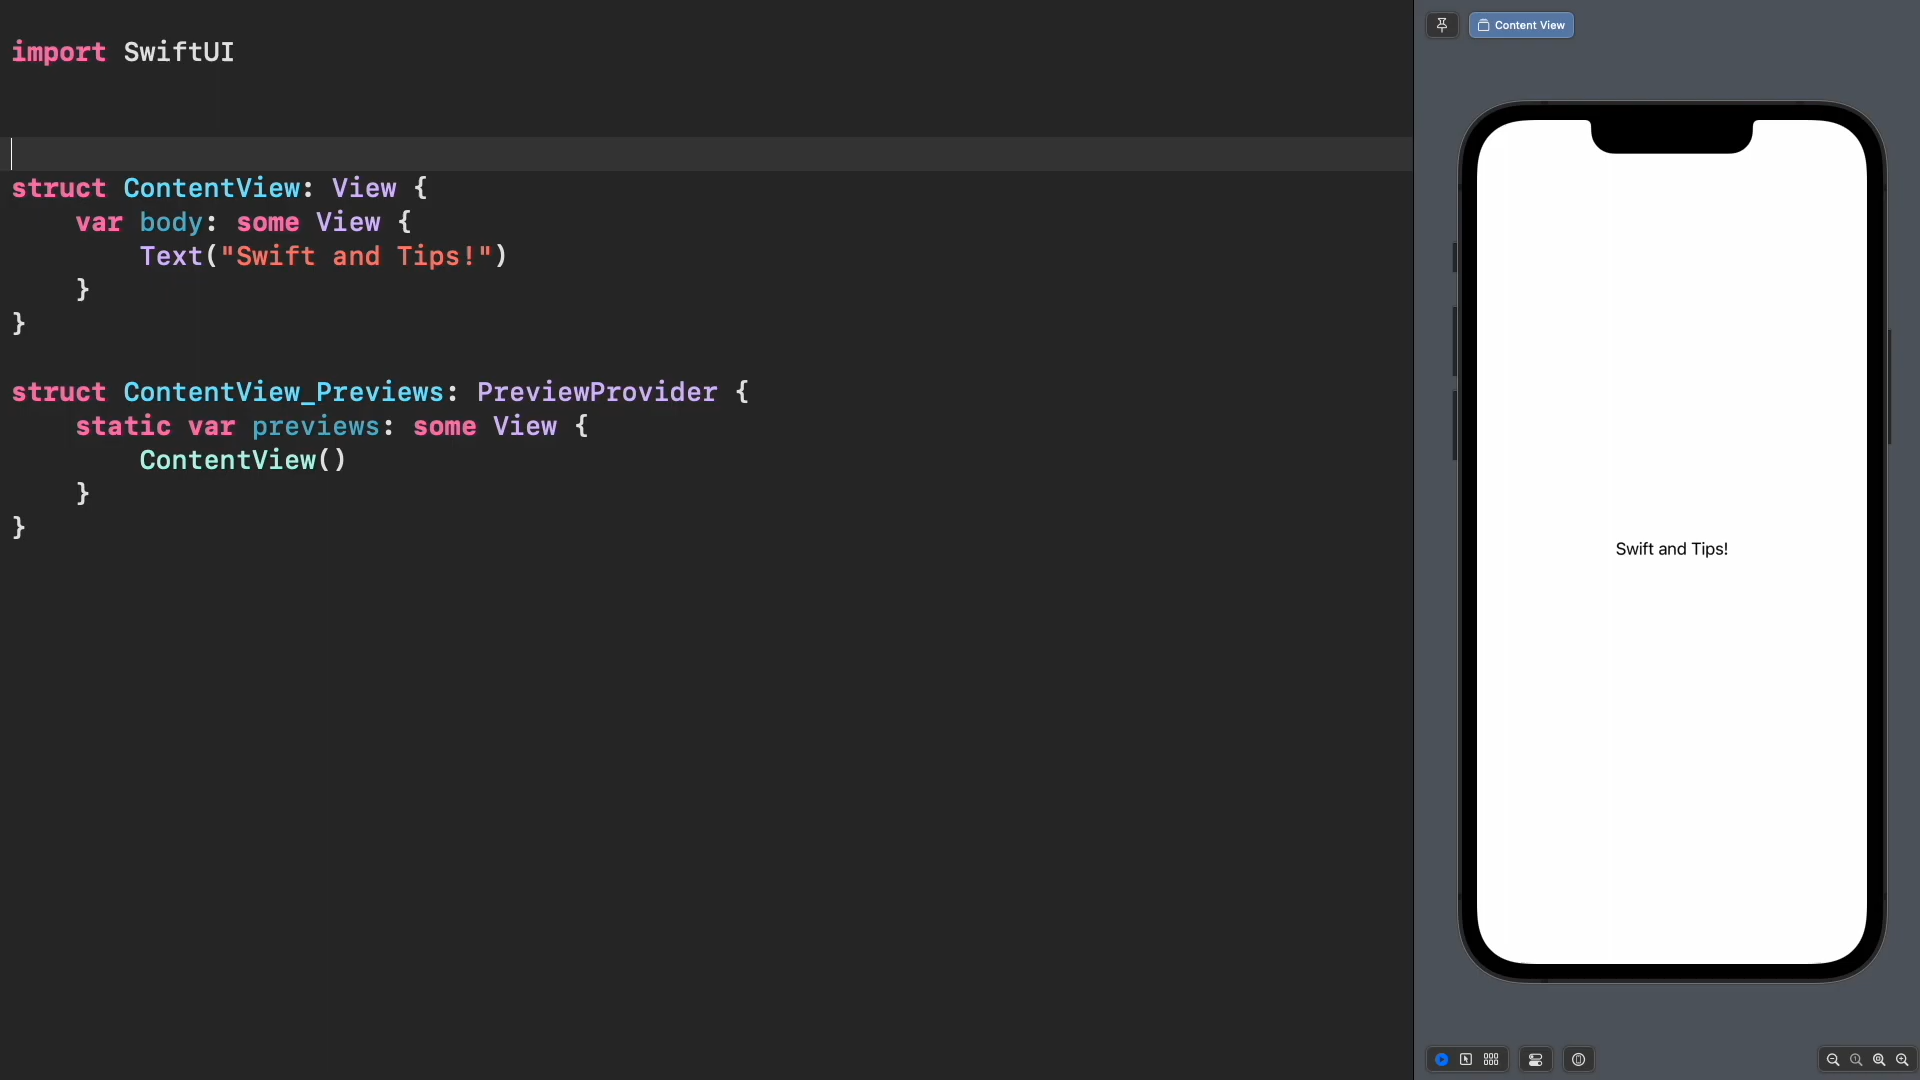 import SwiftUI
struct ContentView: View {
    var body: some View {
        Text("Swift and Tips!")
    }
}
struct ContentView_Previews: PreviewProvider {
    static var previews: some View {
        ContentView()
    }
}
Content View
Swift and Tips!